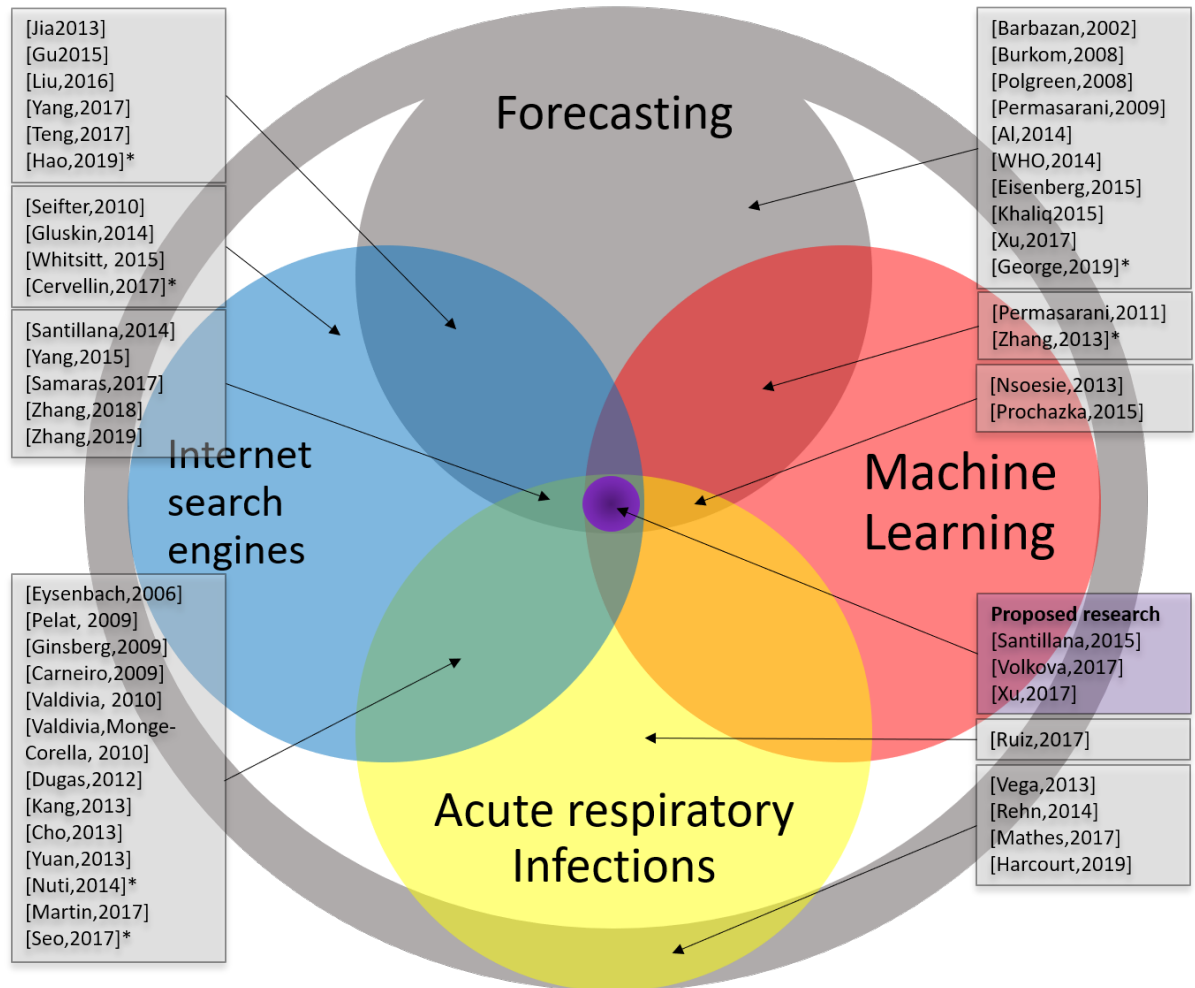 [Jia2013]
[Gu2015]
[Liu,2016]
[Yang,2017]
[Teng,2017]
[Hao,2019]*
[Seifter,2010]
[Gluskin,2014]
[Whitsitt, 2015]
[Cervellin,2017]*
[Santillana,2014]
[Yang,2015]
[Samaras,2017]
[Zhang,2018]
[Zhang,2019]
[Eysenbach,2006]
[Pelat, 2009]
[Ginsberg,2009]
[Carneiro,2009]
[Valdivia, 2010]
[Valdivia,Monge-
Corella, 2010]
[Dugas,2012]
[Kang,2013]
[Cho,2013]
[Yuan,2013]
[Nuti,2014]*
[Martin,2017]
[Seo,2017]*
Forecasting
Internet
search
engines
Machine
Learning
Acute respiratory
Infections
[Barbazan,2002]
[Burkom,2008]
[Polgreen,2008]
[Permasarani,2009]
[Al,2014]
[WHO,2014]
[Eisenberg,2015]
[Khaliq2015]
[Xu,2017]
[George,2019]*
[Permasarani,2011]
[Zhang,2013]*
[Nsoesie,2013]
[Prochazka,2015]
Proposed research
[Santillana,2015]
[Volkova,2017]
[Xu,2017]
[Ruiz,2017]
[Vega,2013]
[Rehn,2014]
[Mathes,2017]
[Harcourt,2019]